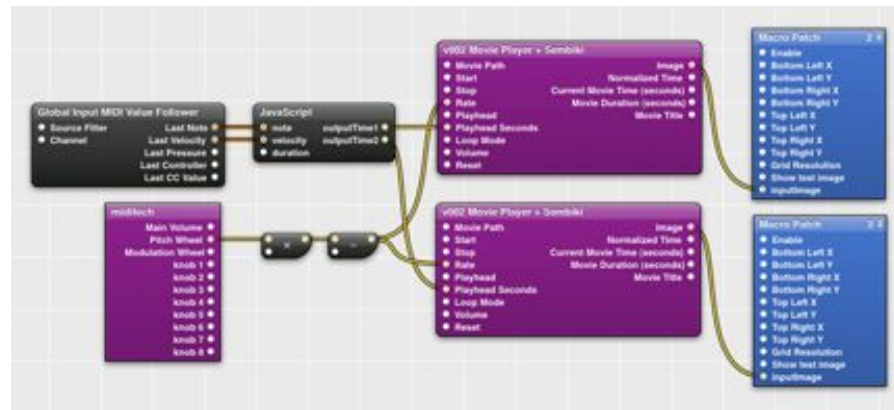 Global Input MIDI Value Follower
Source Filter
Channel
Last Note
Last Velocity
Last Pressure
Last Controller
Last CC Value
JavaScript
note
velocity
duration
outputTime1
outputTime2
miditech
Main Volume
Pitch Wheel
Modulation Wheel
knob 1
knob 2
knob 3
knob 4
knob 5
knob 6
knob 7
knob 8
×
-
v002 Movie Player + Sembiki
Movie Path
Start
Stop
Rate
Playhead
Playhead Seconds
Loop Mode
Volume
Reset
Image
Normalized Time
Current Movie Time (seconds)
Movie Duration (seconds)
Movie Title
v002 Movie Player + Sembiki
Movie Path
Start
Stop
Rate
Playhead
Playhead Seconds
Loop Mode
Volume
Reset
Image
Normalized Time
Current Movie Time (seconds)
Movie Duration (seconds)
Movie Title
Macro Patch
Enable
Bottom Left X
Bottom Left Y
Bottom Right X
Bottom Right Y
Top Left X
Top Left Y
Top Right X
Top Right Y
Grid Resolution
Show test image
inputImage
Macro Patch
Enable
Bottom Left X
Bottom Left Y
Bottom Right X
Bottom Right Y
Top Left X
Top Left Y
Top Right X
Top Right Y
Grid Resolution
Show test image
inputImage